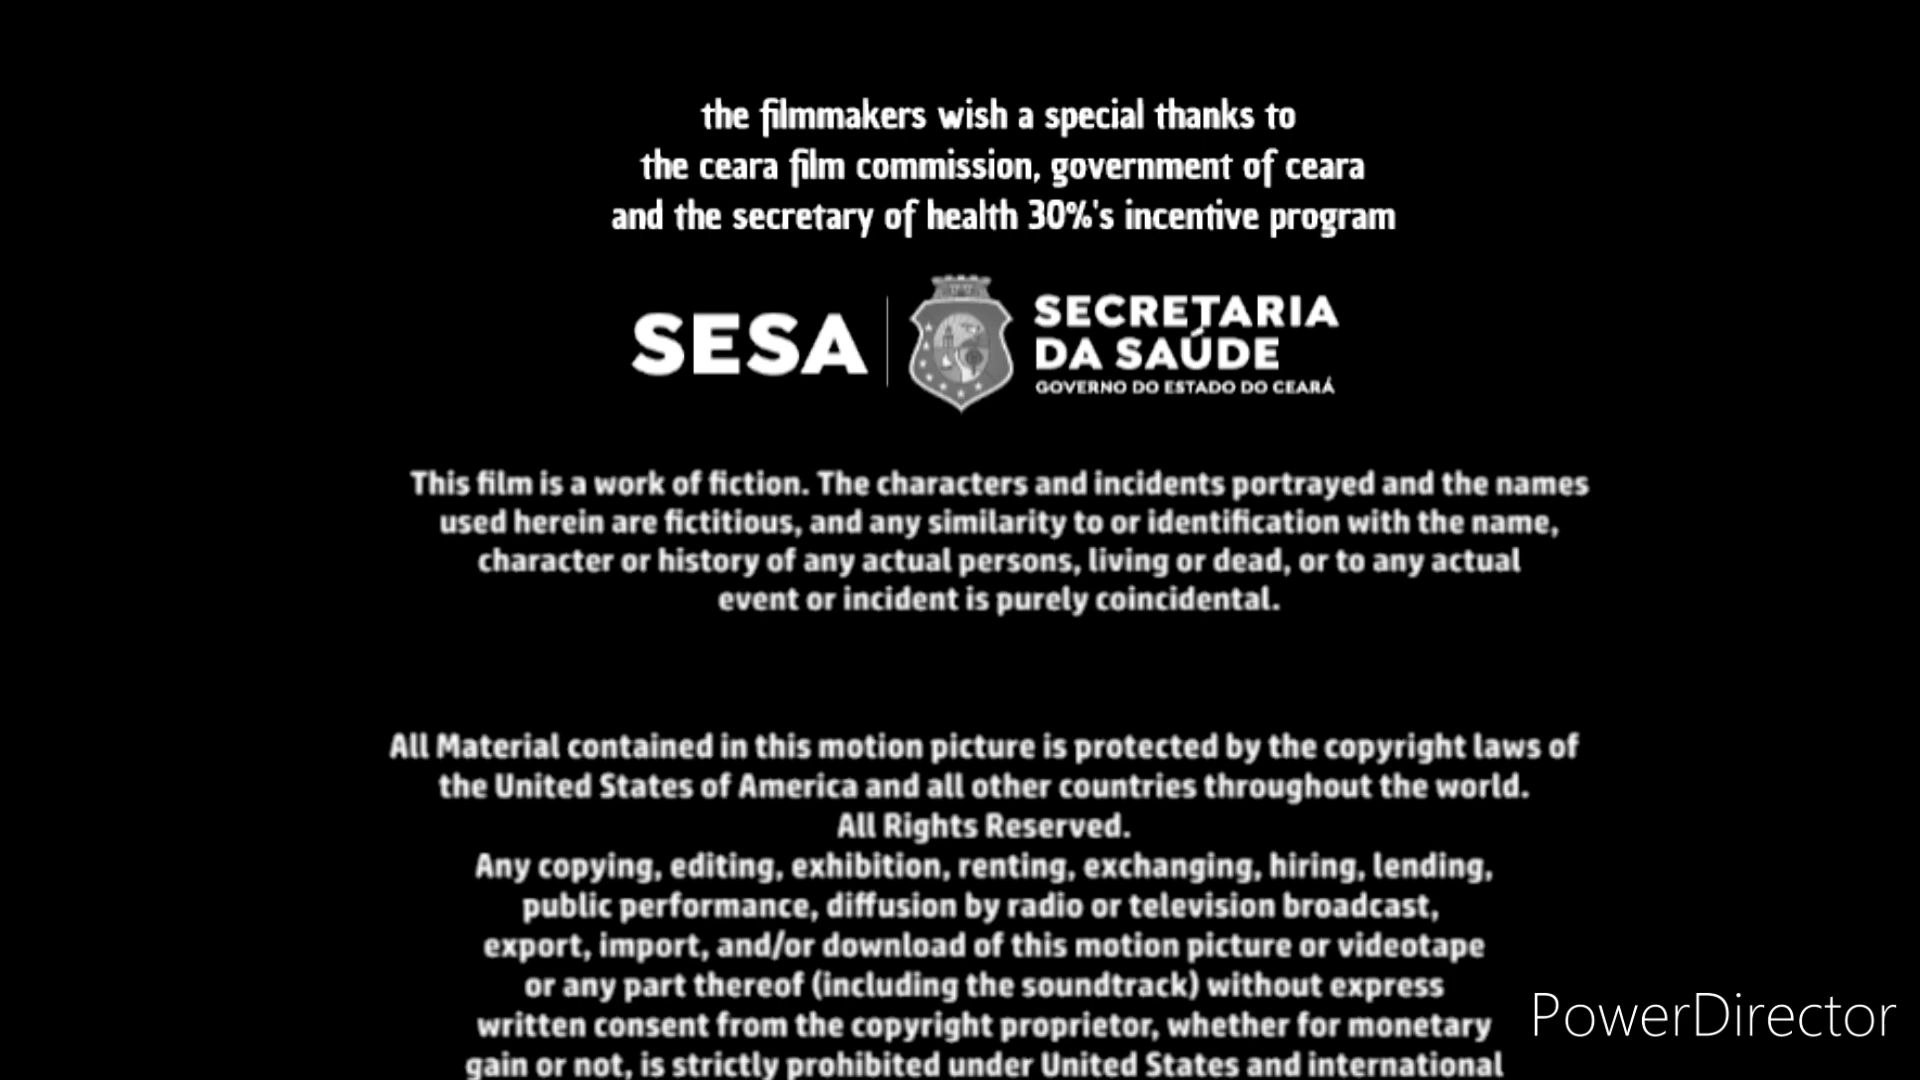 the filmmakers wish a special thanks to
the ceara film commission, government of ceara
and the secretary of health 30%'s incentive program
SESA
SECRETARIA
DA SAÚDE
GOVERNO DO ESTADO DO CEARÁ
This film is a work of fiction. The characters and incidents portrayed and the names
used herein are fictitious, and any similarity to or identification with the name,
character or history of any actual persons, living or dead, or to any actual
event or incident is purely coincidental.
All Material contained in this motion picture is protected by the copyright laws of
the United States of America and all other countries throughout the world.
All Rights Reserved.
Any copying, editing, exhibition, renting, exchanging, hiring, lending,
public performance, diffusion by radio or television broadcast,
export, import, and/or download of this motion picture or videotape
or any part thereof (including the soundtrack) without express
written consent from the copyright proprietor, whether for monetary
gain or not, is strictly prohibited under United States and international
PowerDirector